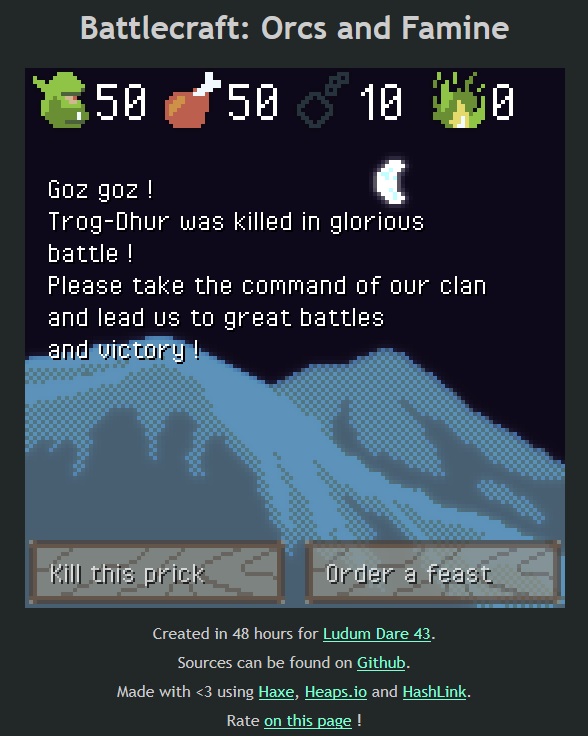 Battlecraft: Orcs and Famine
50 50 10 0
Goz goz !
Trog-Dhur was killed in glorious
battle !
Please take the command of our clan
and lead us to great battles
and victory !
Kill this prick Order a feast
Created in 48 hours for Ludum Dare 43.
Sources can be found on Github.
Made with <3 using Haxe, Heaps.io and HashLink.
Rate on this page !